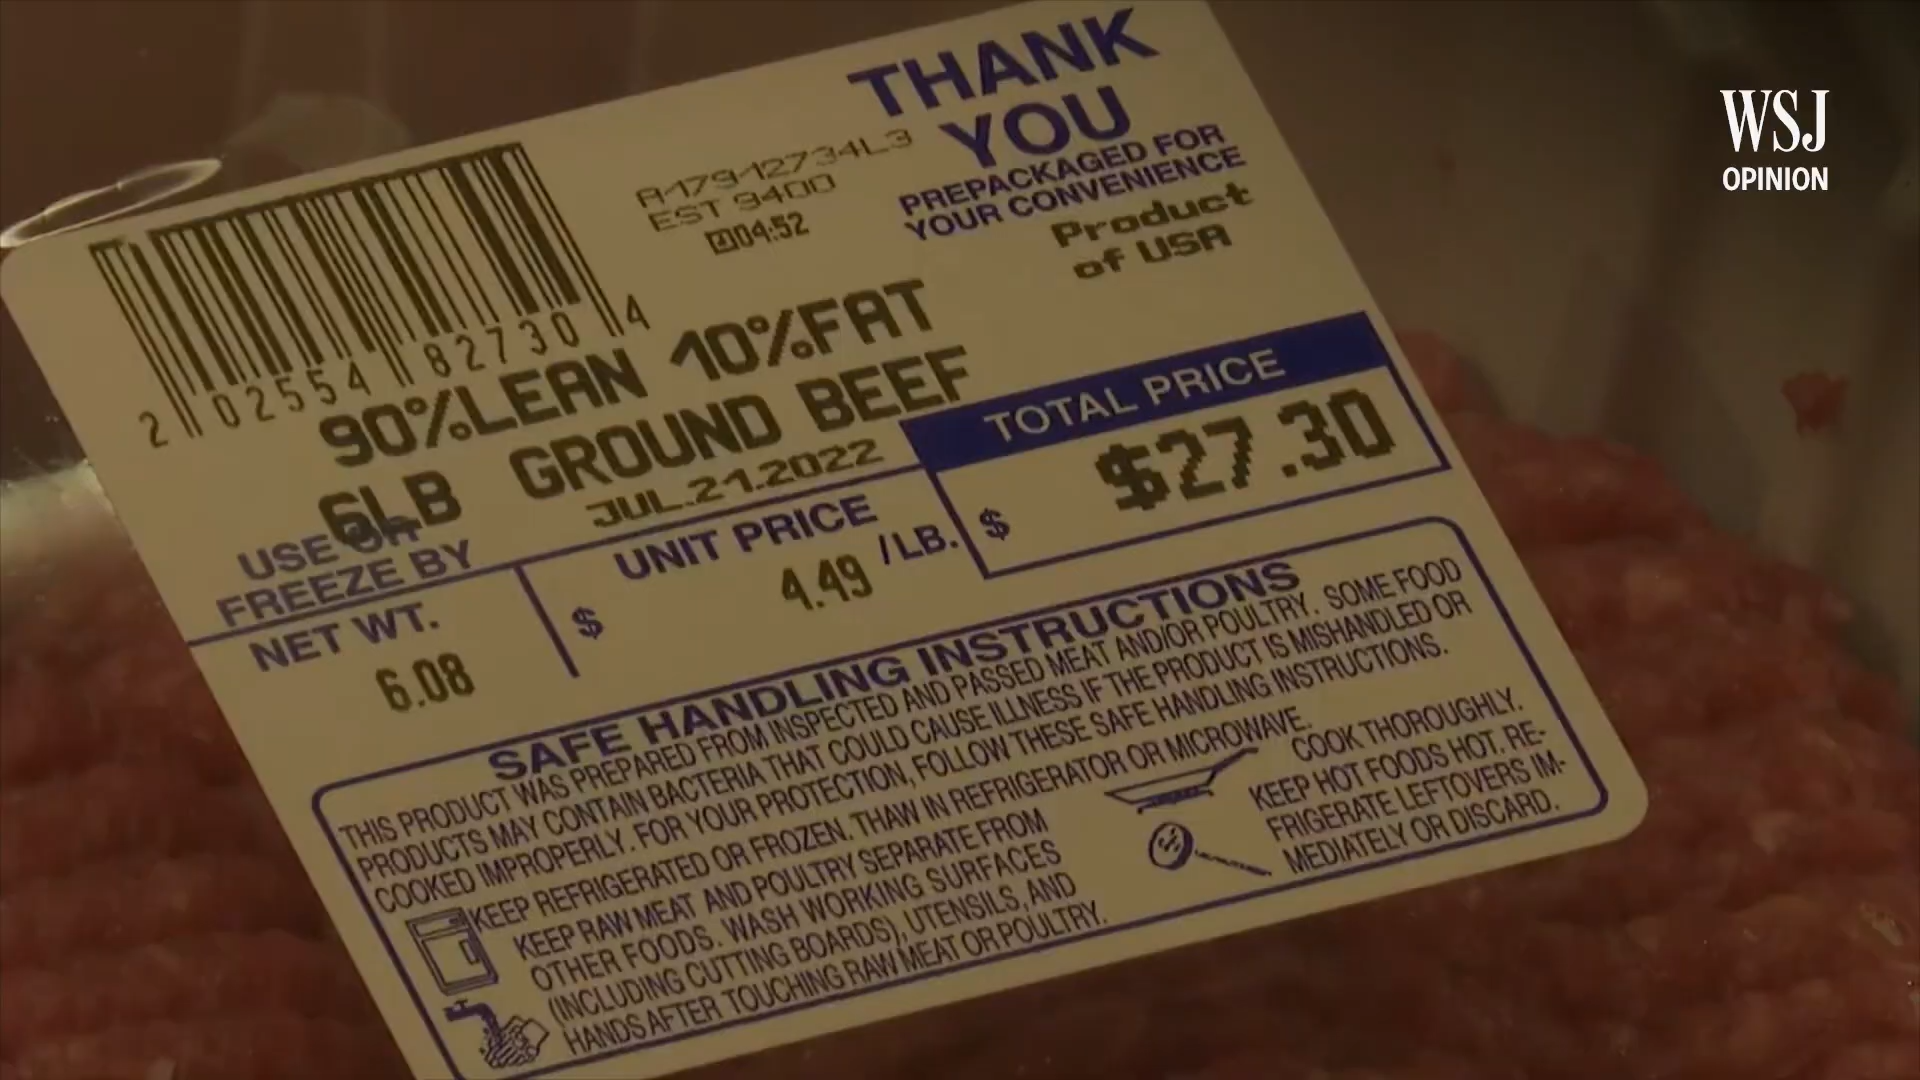 WSJ
OPINION
THANK
YOU
PREPACKAGED FOR
YOUR CONVENIENCE
Product
of USA
A17912734L3
EST 9400
04:52
2 02554 82730 4
90%LEAN 10%FAT
6LB GROUND BEEF
JUL.21.2022
USE OR
FREEZE BY
NET WT.
6.08
UNIT PRICE
$ 4.49 /LB.
TOTAL PRICE
$ $27.30
SAFE HANDLING INSTRUCTIONS
THIS PRODUCT WAS PREPARED FROM INSPECTED AND PASSED MEAT AND/OR POULTRY. SOME FOOD
PRODUCTS MAY CONTAIN BACTERIA THAT COULD CAUSE ILLNESS IF THE PRODUCT IS MISHANDLED OR
COOKED IMPROPERLY. FOR YOUR PROTECTION, FOLLOW THESE SAFE HANDLING INSTRUCTIONS.
KEEP REFRIGERATED OR FROZEN. THAW IN REFRIGERATOR OR MICROWAVE.
KEEP RAW MEAT AND POULTRY SEPARATE FROM
OTHER FOODS. WASH WORKING SURFACES
(INCLUDING CUTTING BOARDS), UTENSILS, AND
HANDS AFTER TOUCHING RAW MEAT OR POULTRY.
COOK THOROUGHLY.
KEEP HOT FOODS HOT. RE-
FRIGERATE LEFTOVERS IM-
MEDIATELY OR DISCARD.